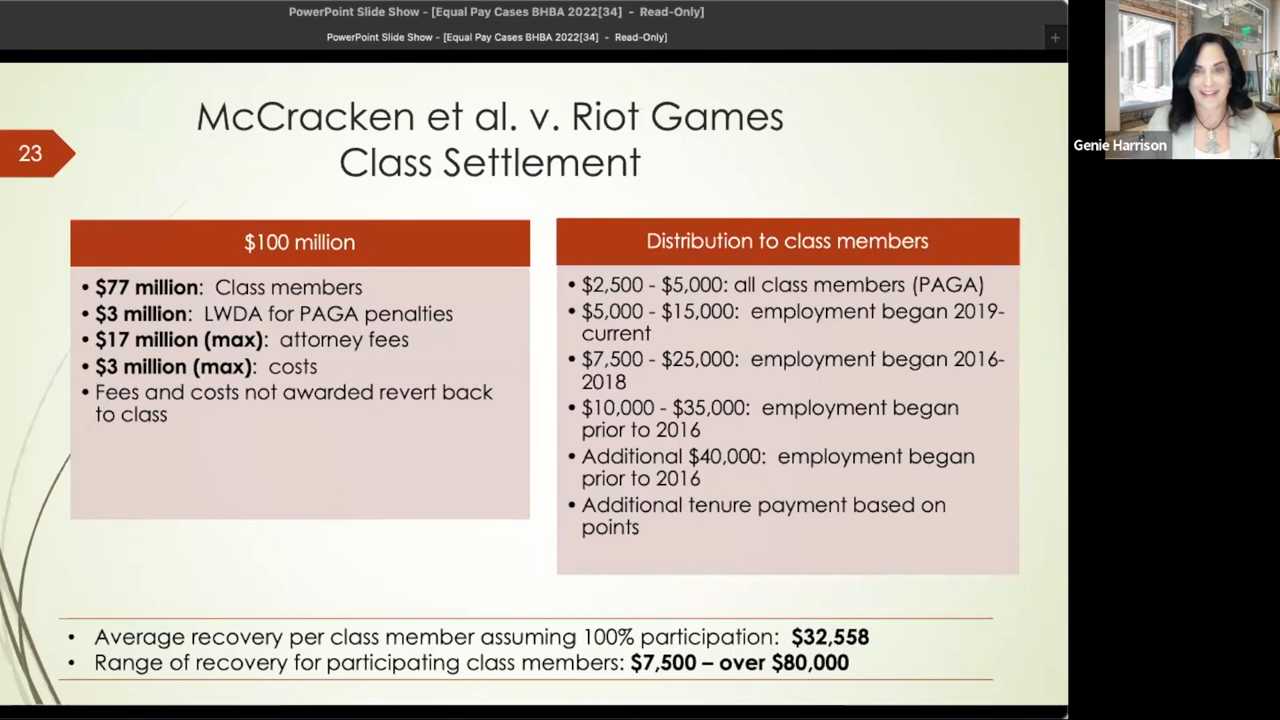 PowerPoint Slide Show - [Equal Pay Cases BHBA 2022[34] - Read-Only]
PowerPoint Slide Show - [Equal Pay Cases BHBA 2022[34] - Read-Only]
+
Genie Harrison
23
McCracken et al. v. Riot Games
Class Settlement
$100 million
• $77 million: Class members
• $3 million: LWDA for PAGA penalties
• $17 million (max): attorney fees
• $3 million (max): costs
• Fees and costs not awarded revert back
to class
Distribution to class members
• $2,500 - $5,000: all class members (PAGA)
• $5,000 - $15,000: employment began 2019-
current
• $7,500 - $25,000: employment began 2016-
2018
• $10,000 - $35,000: employment began
prior to 2016
• Additional $40,000: employment began
prior to 2016
• Additional tenure payment based on
points
• Average recovery per class member assuming 100% participation: $32,558
• Range of recovery for participating class members: $7,500 – over $80,000